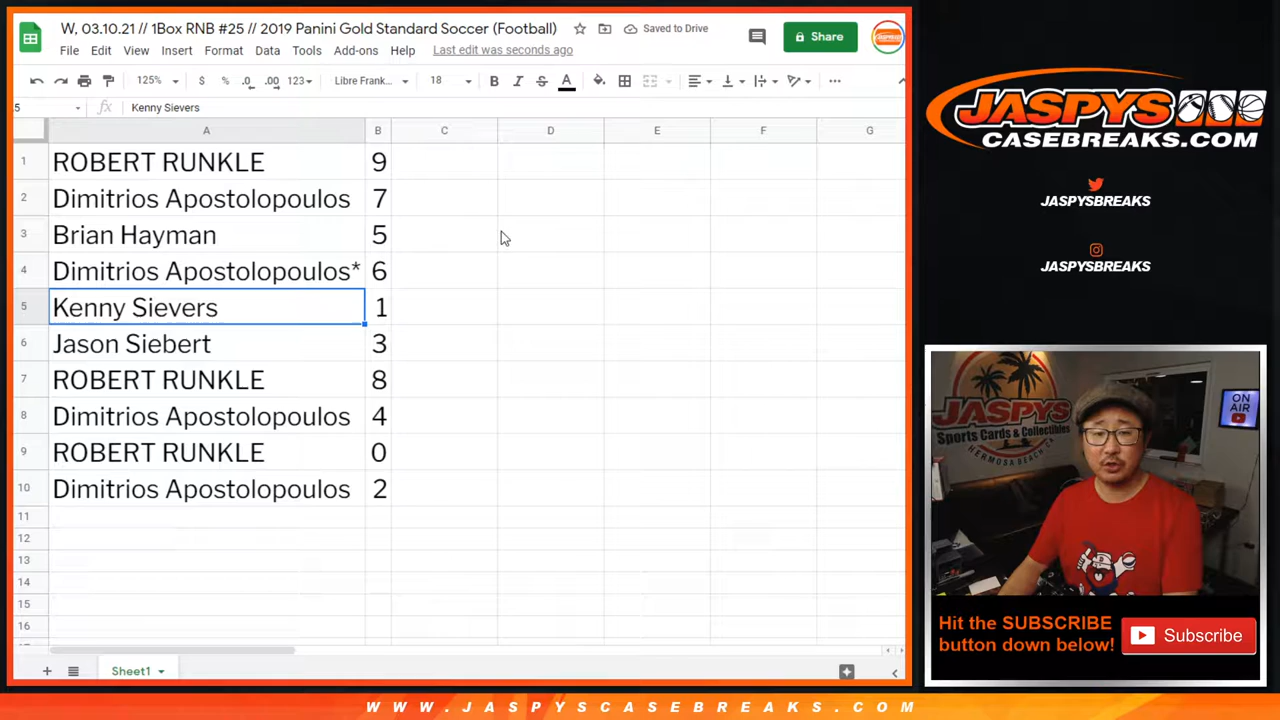 W, 03.10.21 // 1Box RNB #25 // 2019 Panini Gold Standard Soccer (Football)
Saved to Drive
File Edit View Insert Format Data Tools Add-ons Help Last edit was seconds ago
Share
125% $ % .0 .00 123 Libre Frank... 18 B I S A
5 fx Kenny Sievers
A B C D E F G
1 ROBERT RUNKLE 9
2 Dimitrios Apostolopoulos 7
3 Brian Hayman 5
4 Dimitrios Apostolopoulos* 6
5 Kenny Sievers 1
6 Jason Siebert 3
7 ROBERT RUNKLE 8
8 Dimitrios Apostolopoulos 4
9 ROBERT RUNKLE 0
10 Dimitrios Apostolopoulos 2
11
12
13
14
15
16
Sheet1
JASPYS
CASEBREAKS.COM
JASPYSBREAKS
JASPYSBREAKS
JASPYS
Sports Cards & Collectibles
HERMOSA BEACH, CA
ON
AIR
Hit the SUBSCRIBE
button down below!
Subscribe
WWW.JASPYSCASEBREAKS.COM